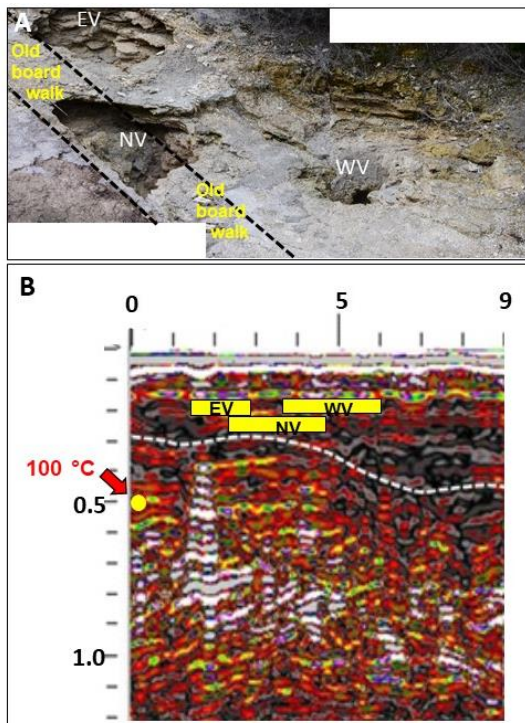 A
EV
Old
board
walk
NV
WV
Old
board
walk
B
0
5
9
EV
WV
NV
100 °C
0.5
1.0